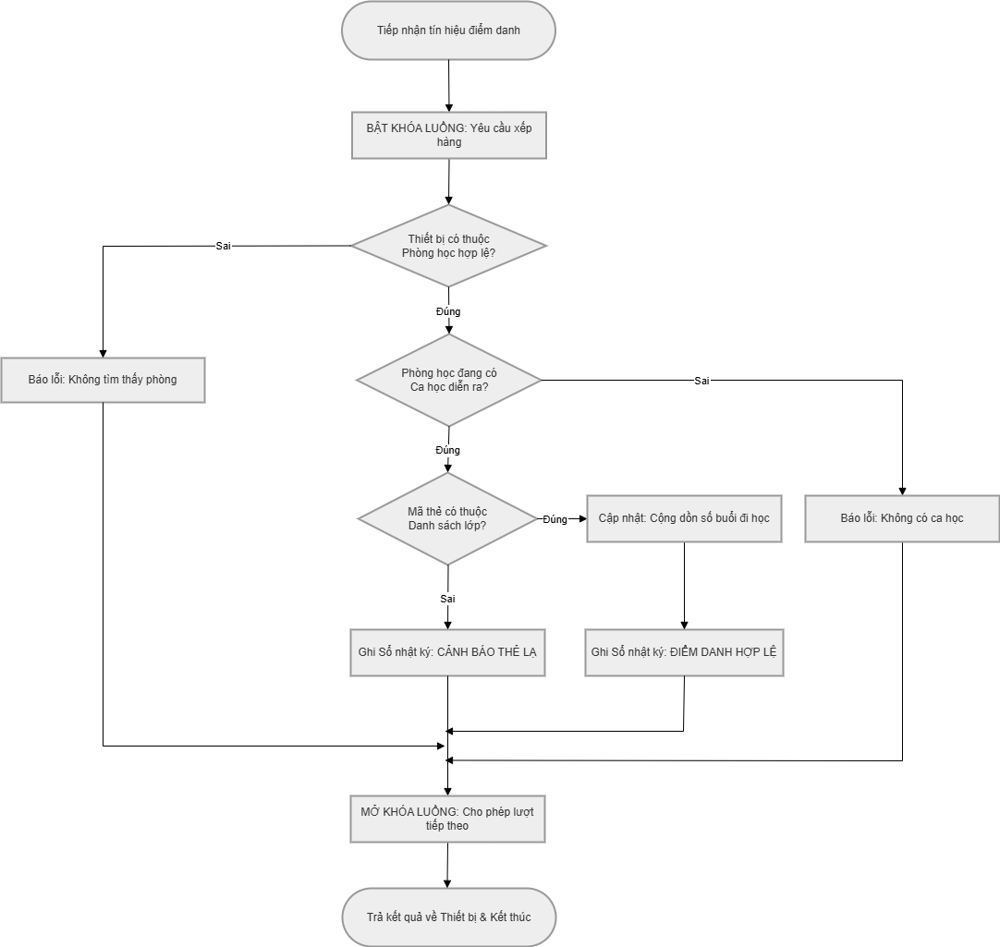 Tiếp nhận tín hiệu điểm danh
BẬT KHÓA LUỒNG: Yêu cầu xếp
hàng
Thiết bị có thuộc
Phòng học hợp lệ?
Sai
Đúng
Báo lỗi: Không tìm thấy phòng
Phòng học đang có
Ca học diễn ra?
Sai
Đúng
Mã thẻ có thuộc
Danh sách lớp?
Đúng
Cập nhật: Cộng dồn số buổi đi học
Báo lỗi: Không có ca học
Sai
Ghi Sổ nhật ký: CẢNH BÁO THẺ LẠ
Ghi Sổ nhật ký: ĐIỂM DANH HỢP LỆ
MỞ KHÓA LUỒNG: Cho phép lượt
tiếp theo
Trả kết quả về Thiết bị & Kết thúc